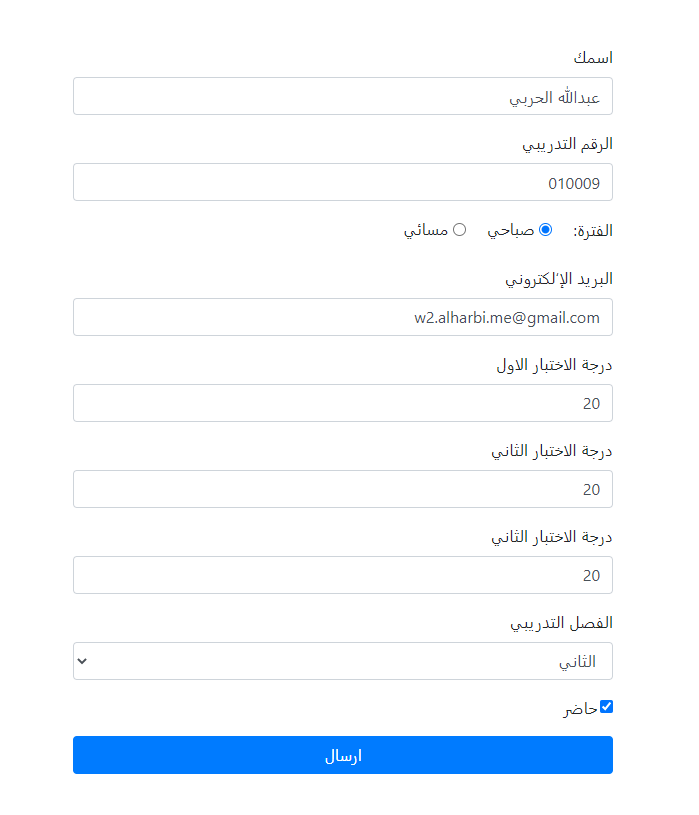 اسمك
عبدالله الحربي
الرقم التدريبي
010009
الفترة: صباحي مسائي
البريد الإلكتروني
w2.alharbi.me@gmail.com
درجة الاختبار الاول
20
درجة الاختبار الثاني
20
درجة الاختبار الثاني
20
الفصل التدريبي
الثاني
حاضر
ارسال